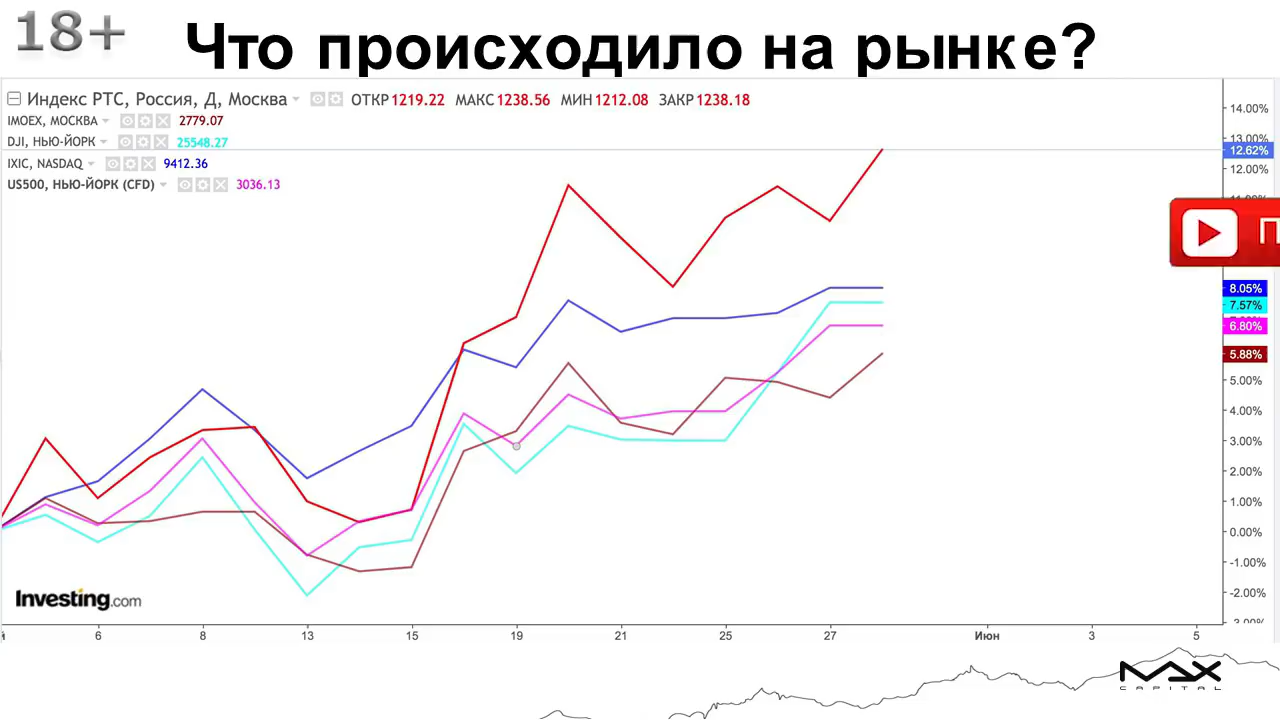 18+
Что происходило на рынке?
Индекс РТС, Россия, Д, Москва ОТКР 1219.22 МАКС 1238.56 МИН 1212.08 ЗАКР 1238.18
IMOEX, МОСКВА 2779.07
DJI, НЬЮ-ЙОРК 25548.27
IXIC, NASDAQ 9412.36
US500, НЬЮ-ЙОРК (CFD) 3036.13
14.00%
13.00%
12.62%
12.00%
8.05%
7.57%
6.80%
5.88%
5.00%
4.00%
3.00%
2.00%
1.00%
0.00%
-1.00%
-2.00%
Investing.com
6 8 13 15 19 21 25 27 Июн 3 5
MAX
CAPITAL